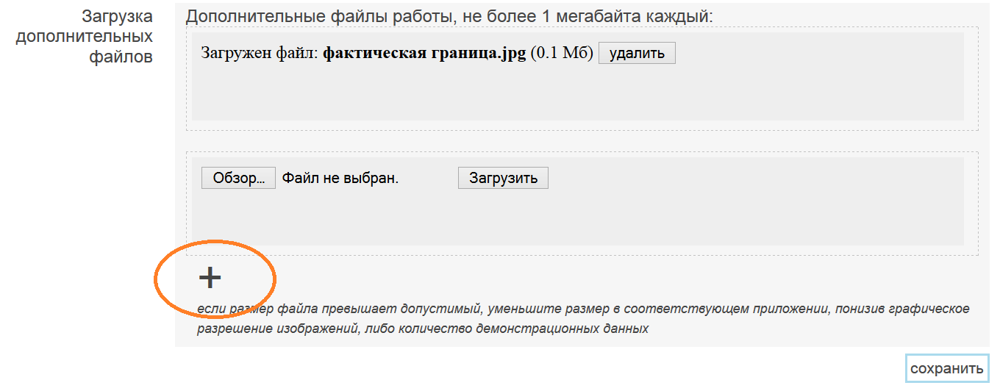 Загрузка
дополнительных
файлов
Дополнительные файлы работы, не более 1 мегабайта каждый:
Загружен файл: фактическая граница.jpg (0.1 Мб) удалить
Обзор... Файл не выбран. Загрузить
+
если размер файла превышает допустимый, уменьшите размер в соответствующем приложении, понизив графическое
разрешение изображений, либо количество демонстрационных данных
сохранить